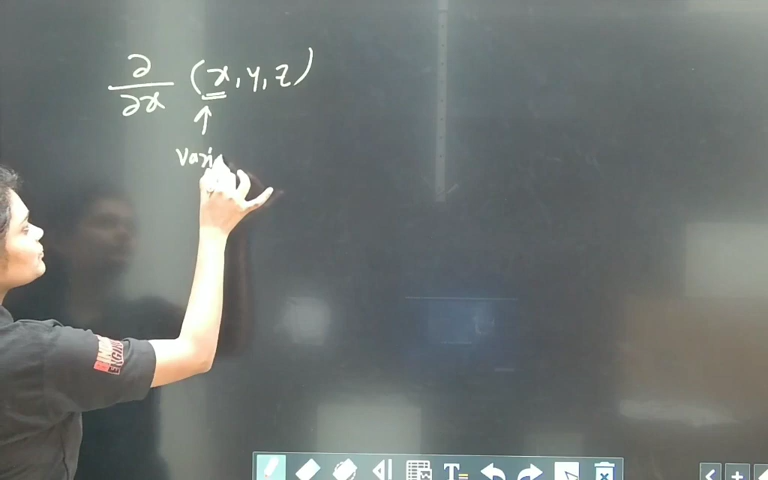 ∂/∂x (x, y, z)
↑
Vari